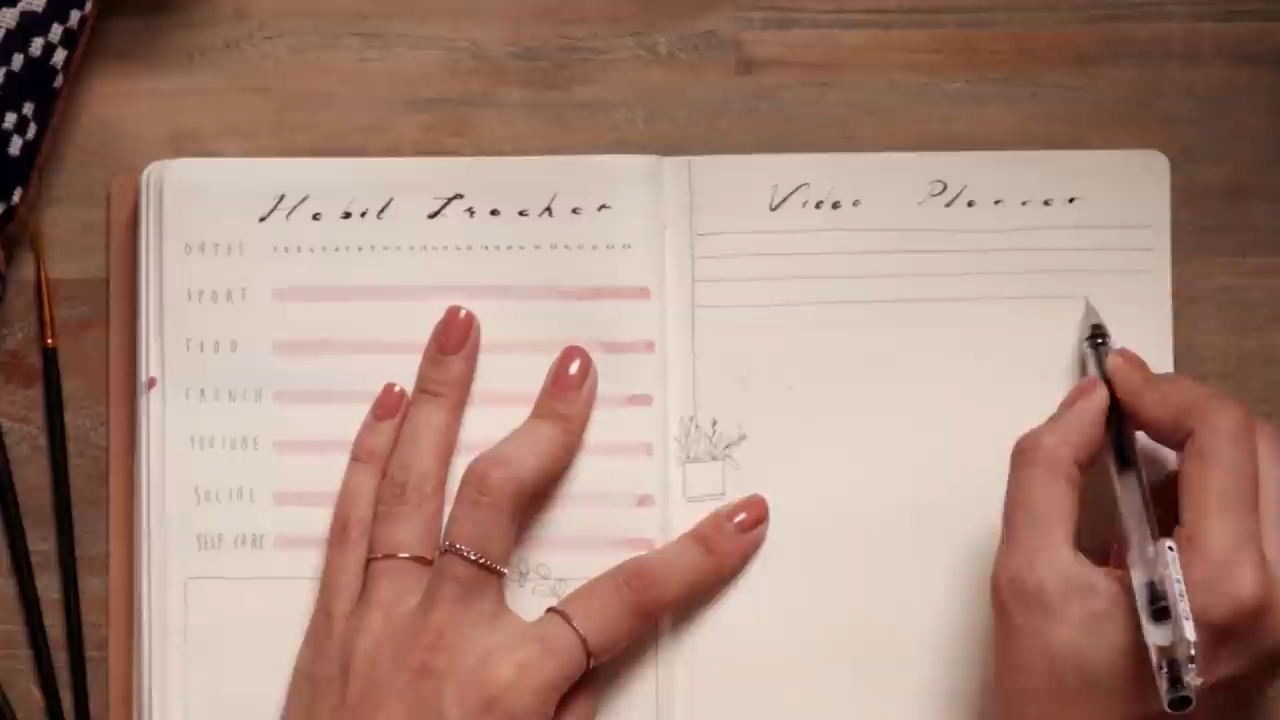 Habit Tracker
DATES
SPORT
FOOD
FRENCH
YOUTUBE
SOCIAL
SELF CARE
Video Planner